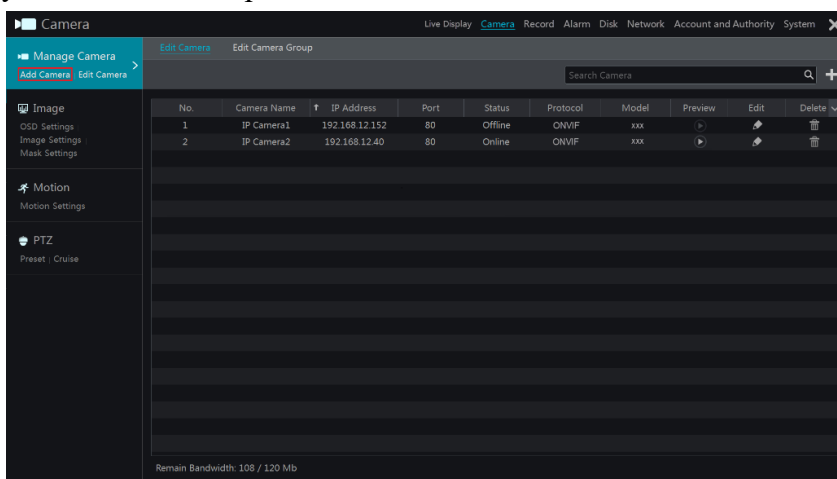 Camera
Live Display Camera Record Alarm Disk Network Account and Authority System
Manage Camera
Add Camera Edit Camera
Edit Camera Edit Camera Group
Search Camera
Image
OSD Settings
Image Settings
Mask Settings
Motion
Motion Settings
PTZ
Preset | Cruise
No. Camera Name IP Address Port Status Protocol Model Preview Edit Delete
1 IP Camera1 192.168.12.152 80 Offline ONVIF xxx
2 IP Camera2 192.168.12.40 80 Online ONVIF xxx
Remain Bandwidth: 108 / 120 Mb